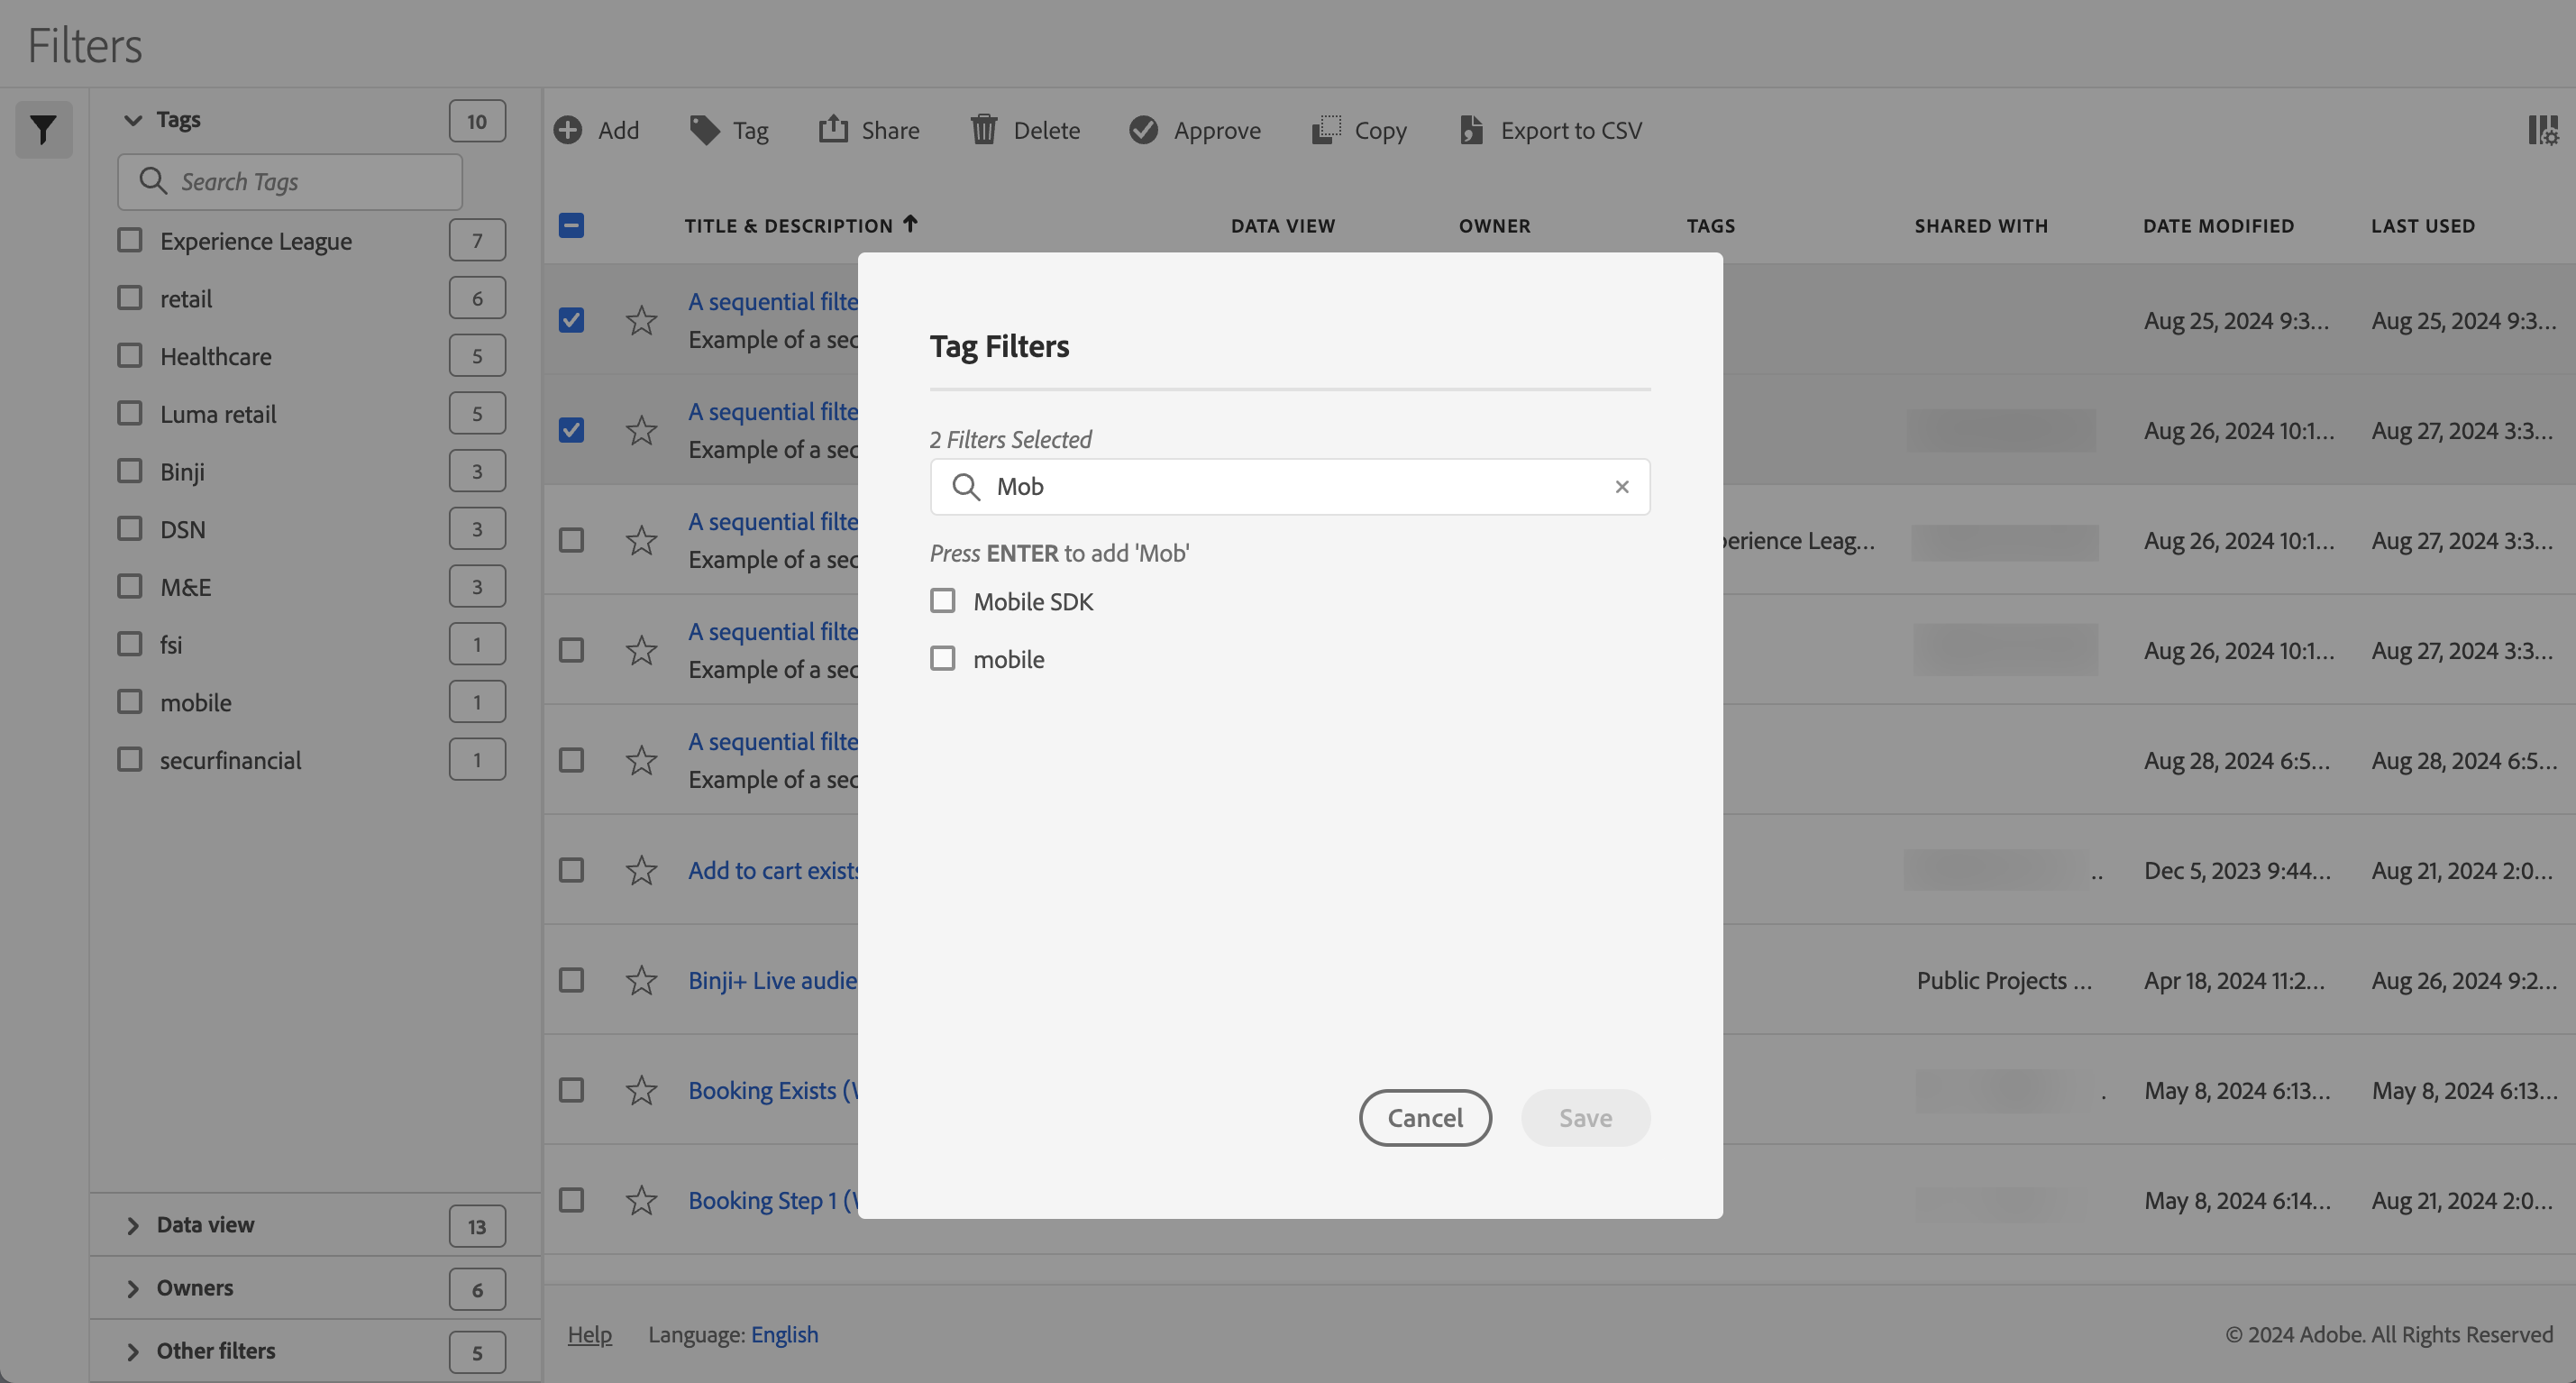 Filters
Tags 10
Search Tags
Experience League 7
retail 6
Healthcare 5
Luma retail 5
Binji 3
DSN 3
M&E 3
fsi 1
mobile 1
securfinancial 1
Data view 13
Owners 6
Other filters 5
Add Tag Share Delete Approve Copy Export to CSV
TITLE & DESCRIPTION DATA VIEW OWNER TAGS SHARED WITH DATE MODIFIED LAST USED
A sequential filte
Example of a sec
Aug 25, 2024 9:3... Aug 25, 2024 9:3...
A sequential filte
Example of a sec
Aug 26, 2024 10:1... Aug 27, 2024 3:3...
A sequential filte
Example of a sec
perience Leag... Aug 26, 2024 10:1... Aug 27, 2024 3:3...
A sequential filte
Example of a sec
Aug 26, 2024 10:1... Aug 27, 2024 3:3...
A sequential filte
Example of a sec
Aug 28, 2024 6:5... Aug 28, 2024 6:5...
Add to cart exists .. Dec 5, 2023 9:44... Aug 21, 2024 2:0...
Binji+ Live audie Public Projects ... Apr 18, 2024 11:2... Aug 26, 2024 9:2...
Booking Exists (W . May 8, 2024 6:13... May 8, 2024 6:13...
Booking Step 1 (W May 8, 2024 6:14... Aug 21, 2024 2:0...
Tag Filters
2 Filters Selected
Mob
Press ENTER to add 'Mob'
Mobile SDK
mobile
Cancel Save
Help Language: English © 2024 Adobe. All Rights Reserved